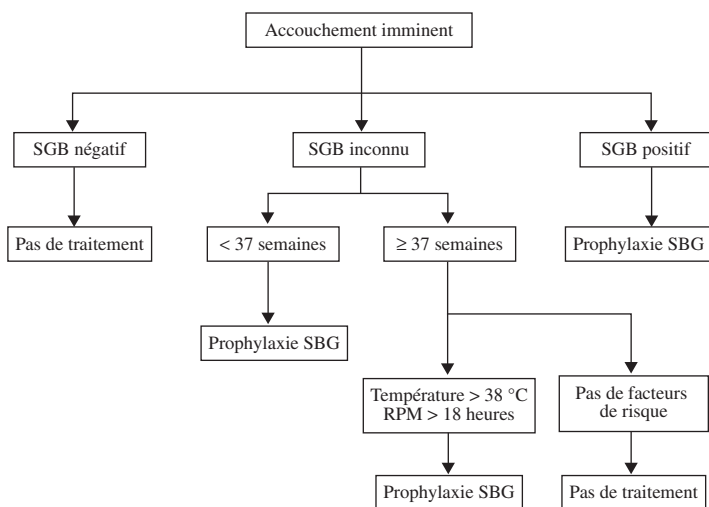 Accouchement imminent
SGB négatif
SGB inconnu
SGB positif
Pas de traitement
< 37 semaines
≥ 37 semaines
Prophylaxie SBG
Prophylaxie SBG
Température > 38 °C
RPM > 18 heures
Pas de facteurs
de risque
Prophylaxie SBG
Pas de traitement